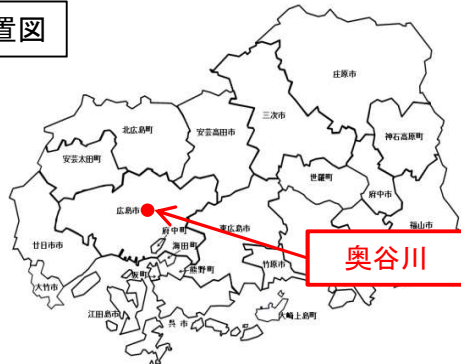 置図
庄原市
三次市
北広島町
安芸高田市
神石高原町
安芸太田町
世羅町
府中市
広島市
府中町
東広島市
福山市
海田町
廿日市市
竹原市
熊野町
坂町
奥谷川
大竹市
江田島市
大崎上島町
呉市